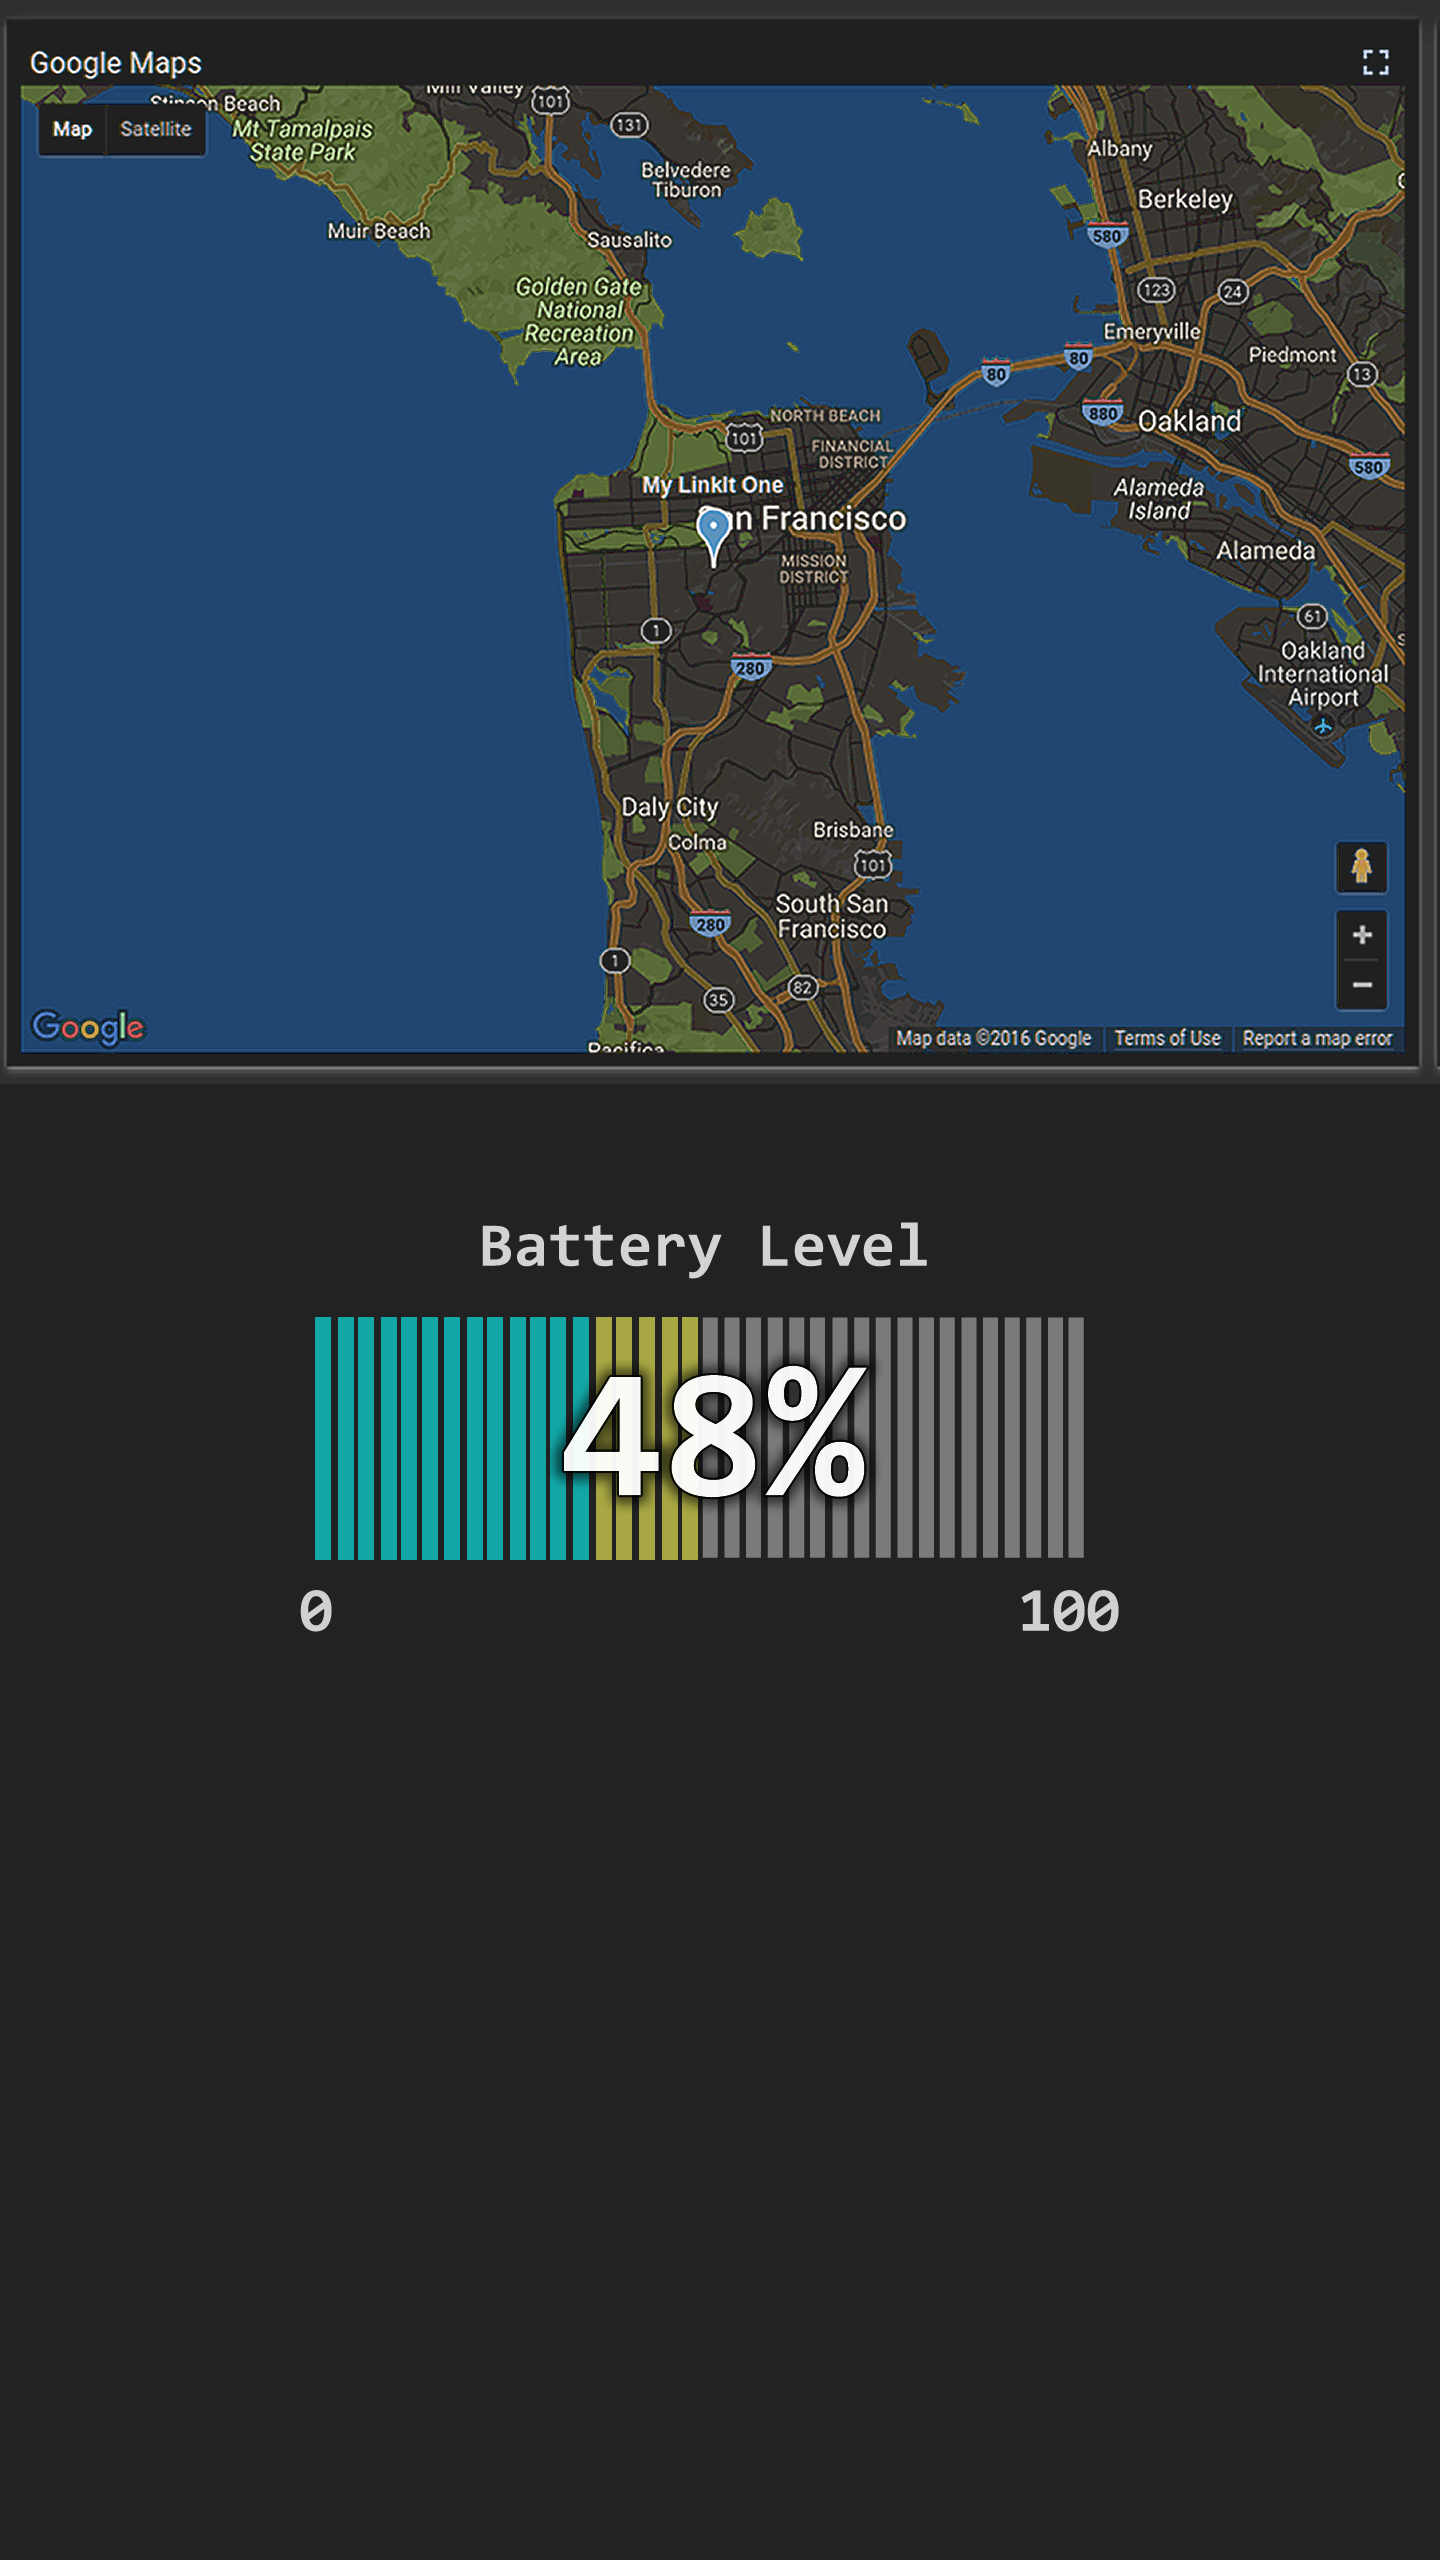 Google Maps
Mill Valley
Stinson Beach
101
131
Map
Satellite
Mt Tamalpais
State Park
Belvedere
Tiburon
Albany
Berkeley
Muir Beach
Sausalito
580
Golden Gate
National
Recreation
Area
123
24
Emeryville
80
80
Piedmont
13
NORTH BEACH
880
Oakland
101
FINANCIAL
DISTRICT
580
My LinkIt One
Alameda
Island
San Francisco
Alameda
MISSION
DISTRICT
1
61
280
Oakland
International
Airport
Daly City
Brisbane
Colma
101
South San
Francisco
280
1
82
35
Google
Pacifica
Map data ©2016 Google
Terms of Use
Report a map error
Battery Level
48%
0
100